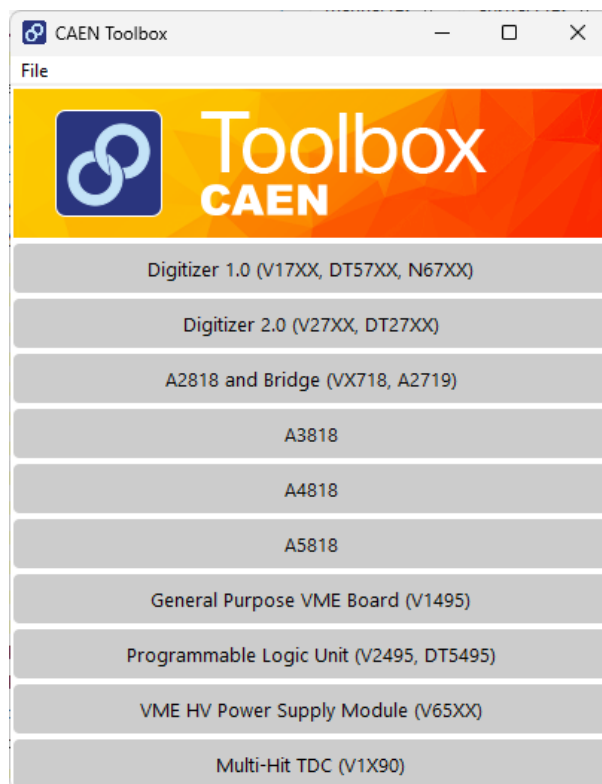 CAEN Toolbox
File
Toolbox
CAEN
Digitizer 1.0 (V17XX, DT57XX, N67XX)
Digitizer 2.0 (V27XX, DT27XX)
A2818 and Bridge (VX718, A2719)
A3818
A4818
A5818
General Purpose VME Board (V1495)
Programmable Logic Unit (V2495, DT5495)
VME HV Power Supply Module (V65XX)
Multi-Hit TDC (V1X90)